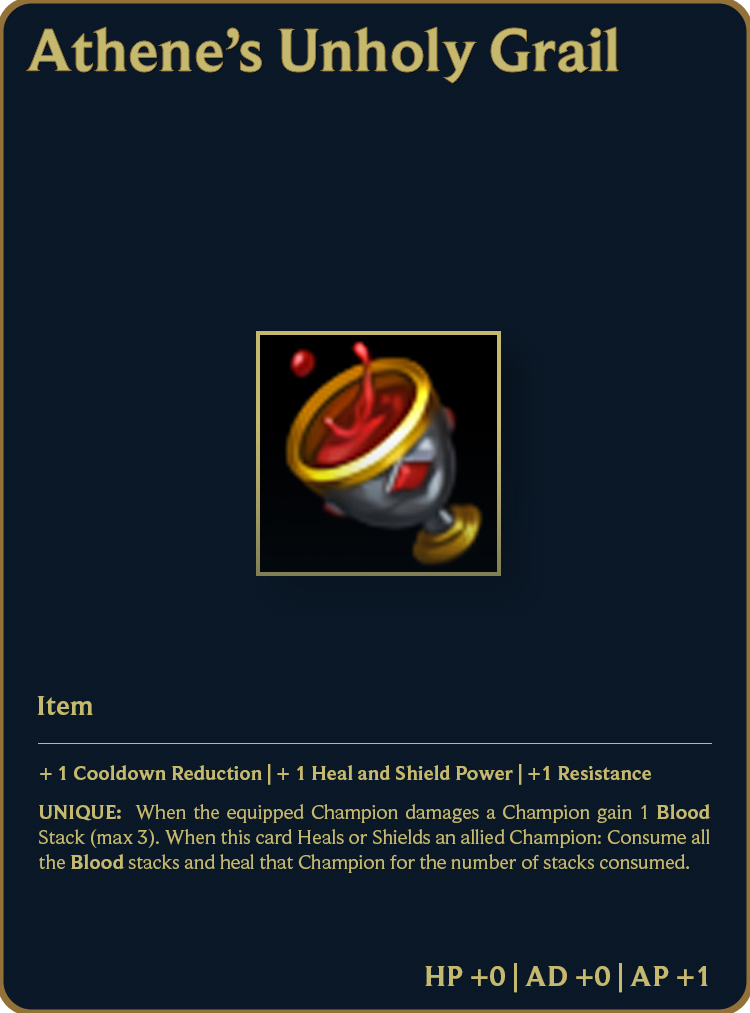 Athene’s Unholy Grail
Item
+ 1 Cooldown Reduction | + 1 Heal and Shield Power | +1 Resistance
UNIQUE: When the equipped Champion damages a Champion gain 1 Blood
Stack (max 3). When this card Heals or Shields an allied Champion: Consume all
the Blood stacks and heal that Champion for the number of stacks consumed.
HP +0 | AD +0 | AP +1